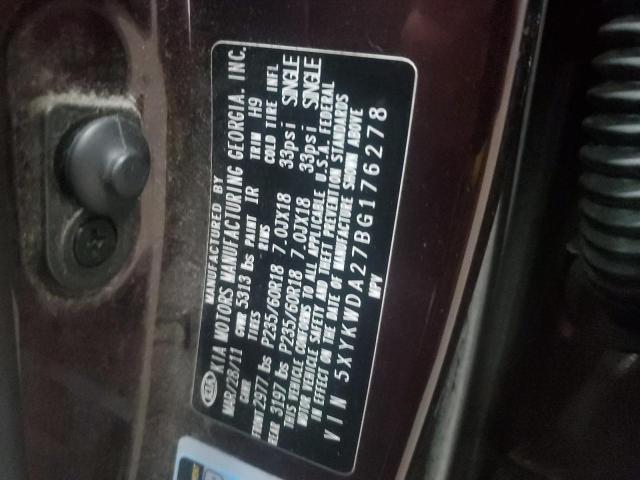 KIA
MANUFACTURED BY
KIA MOTORS MANUFACTURING GEORGIA. INC.
MAR/28/11 GVWR 5313 lbs PAINT IR TRIM H9
GAWR TIRES RIMS COLD TIRE INFL
FRONT 2977 lbs P235/60R18 7.0JX18 33psi SINGLE
REAR 3197 lbs P235/60R18 7.0JX18 33psi SINGLE
THIS VEHICLE CONFORMS TO ALL APPLICABLE U.S.A. FEDERAL
MOTOR VEHICLE SAFETY AND THEFT PREVENTION STANDARDS
IN EFFECT ON THE DATE OF MANUFACTURE SHOWN ABOVE
VIN 5XYKWDA27BG176278
MPV